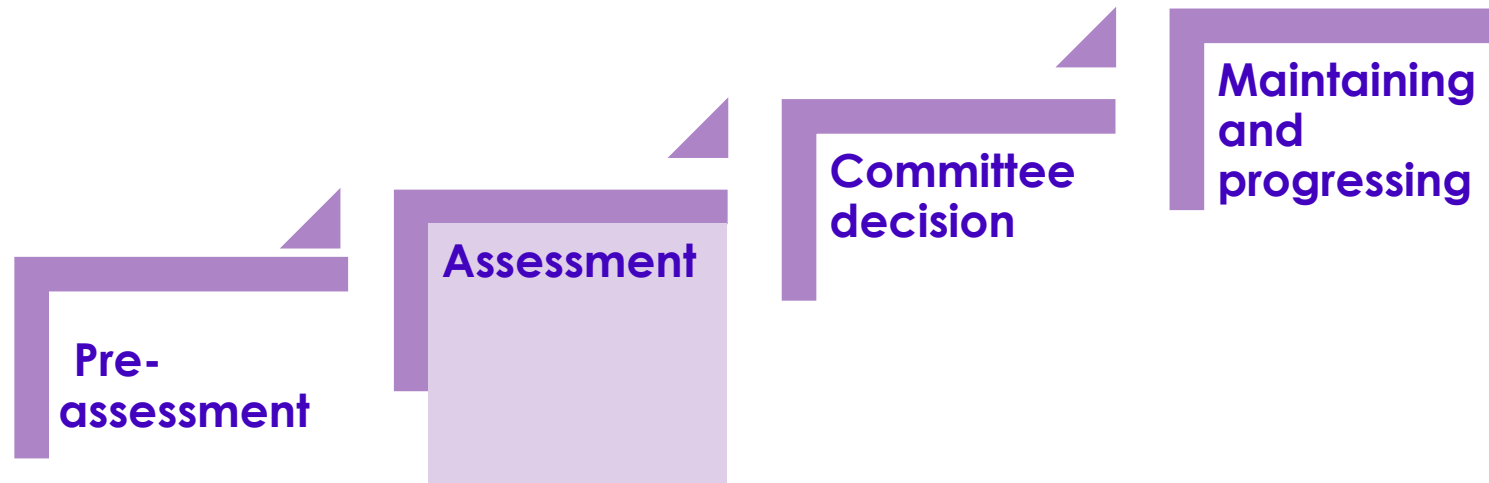 Pre-
assessment
Assessment
Committee
decision
Maintaining
and
progressing